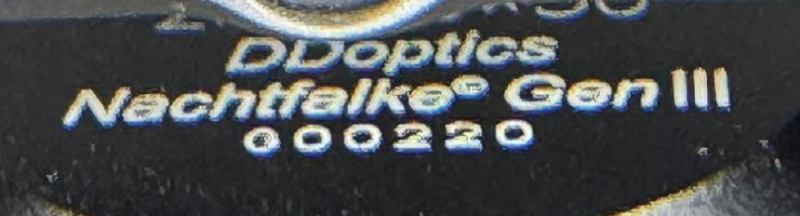 DDoptics
Nachtfalke® Gen III
000220